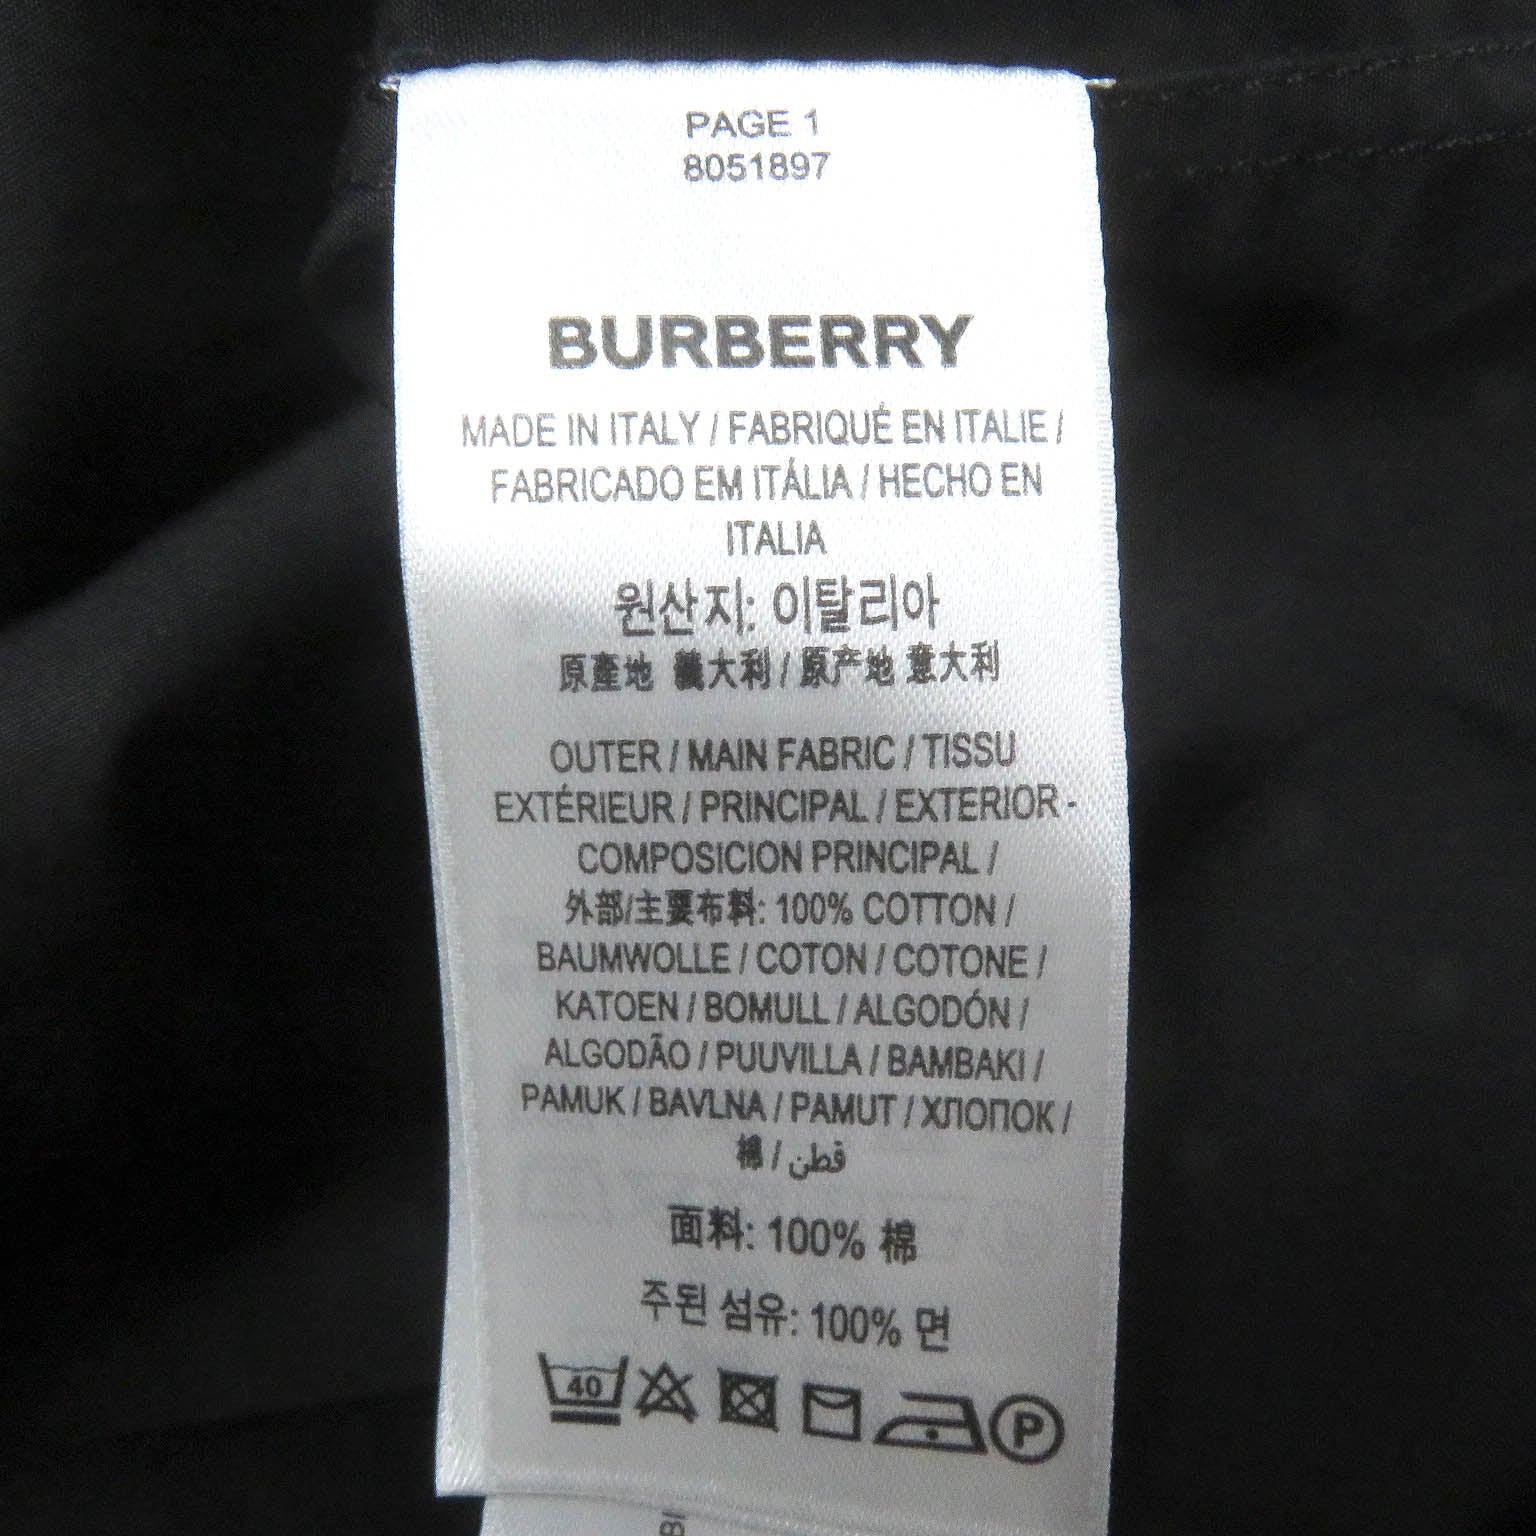 PAGE 1
8051897
BURBERRY
MADE IN ITALY / FABRIQUÉ EN ITALIE /
FABRICADO EM ITÁLIA / HECHO EN
ITALIA
원산지: 이탈리아
原產地 義大利 / 原产地 意大利
OUTER / MAIN FABRIC / TISSU
EXTÉRIEUR / PRINCIPAL / EXTERIOR -
COMPOSICION PRINCIPAL /
外部/主要布料: 100% COTTON /
BAUMWOLLE / COTON / COTONE /
KATOEN / BOMULL / ALGODÓN /
ALGODÃO / PUUVILLA / BAMBAKI /
PAMUK / BAVLNA / PAMUT / ХЛОПОК /
棉 / قطن
面料: 100% 棉
주된 섬유: 100% 면
40
P